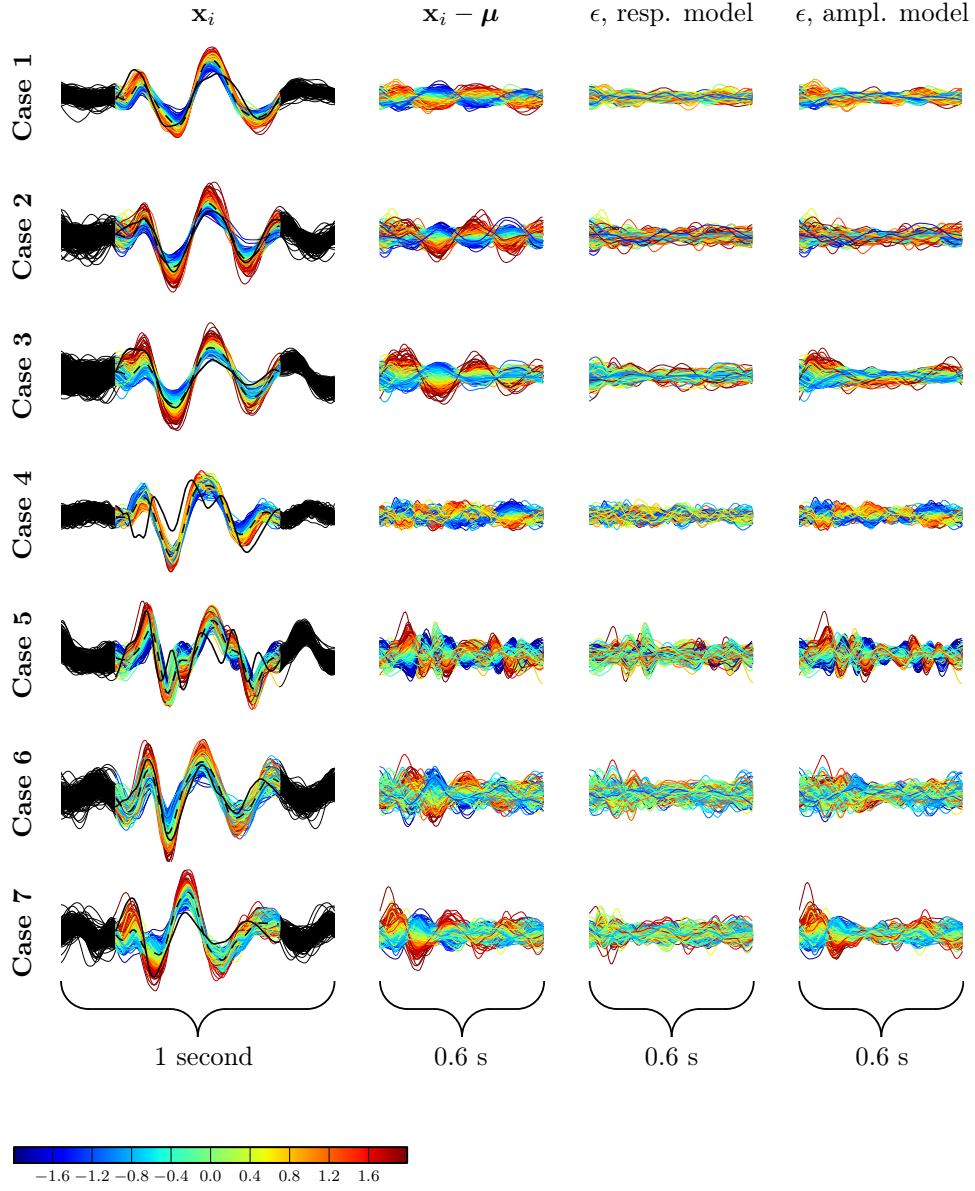 x_i
x_i − μ
ϵ, resp. model
ϵ, ampl. model
Case 1
Case 2
Case 3
Case 4
Case 5
Case 6
Case 7
1 second
0.6 s
0.6 s
0.6 s
−1.6 −1.2 −0.8 −0.4 0.0 0.4 0.8 1.2 1.6